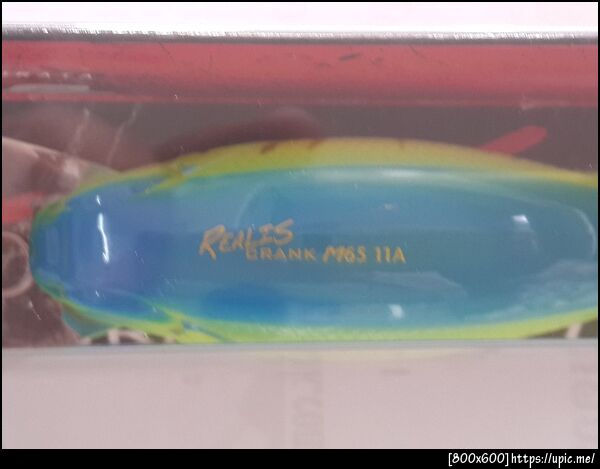 REALIS
CRANK M65 11A
[800x600]https://upic.me/